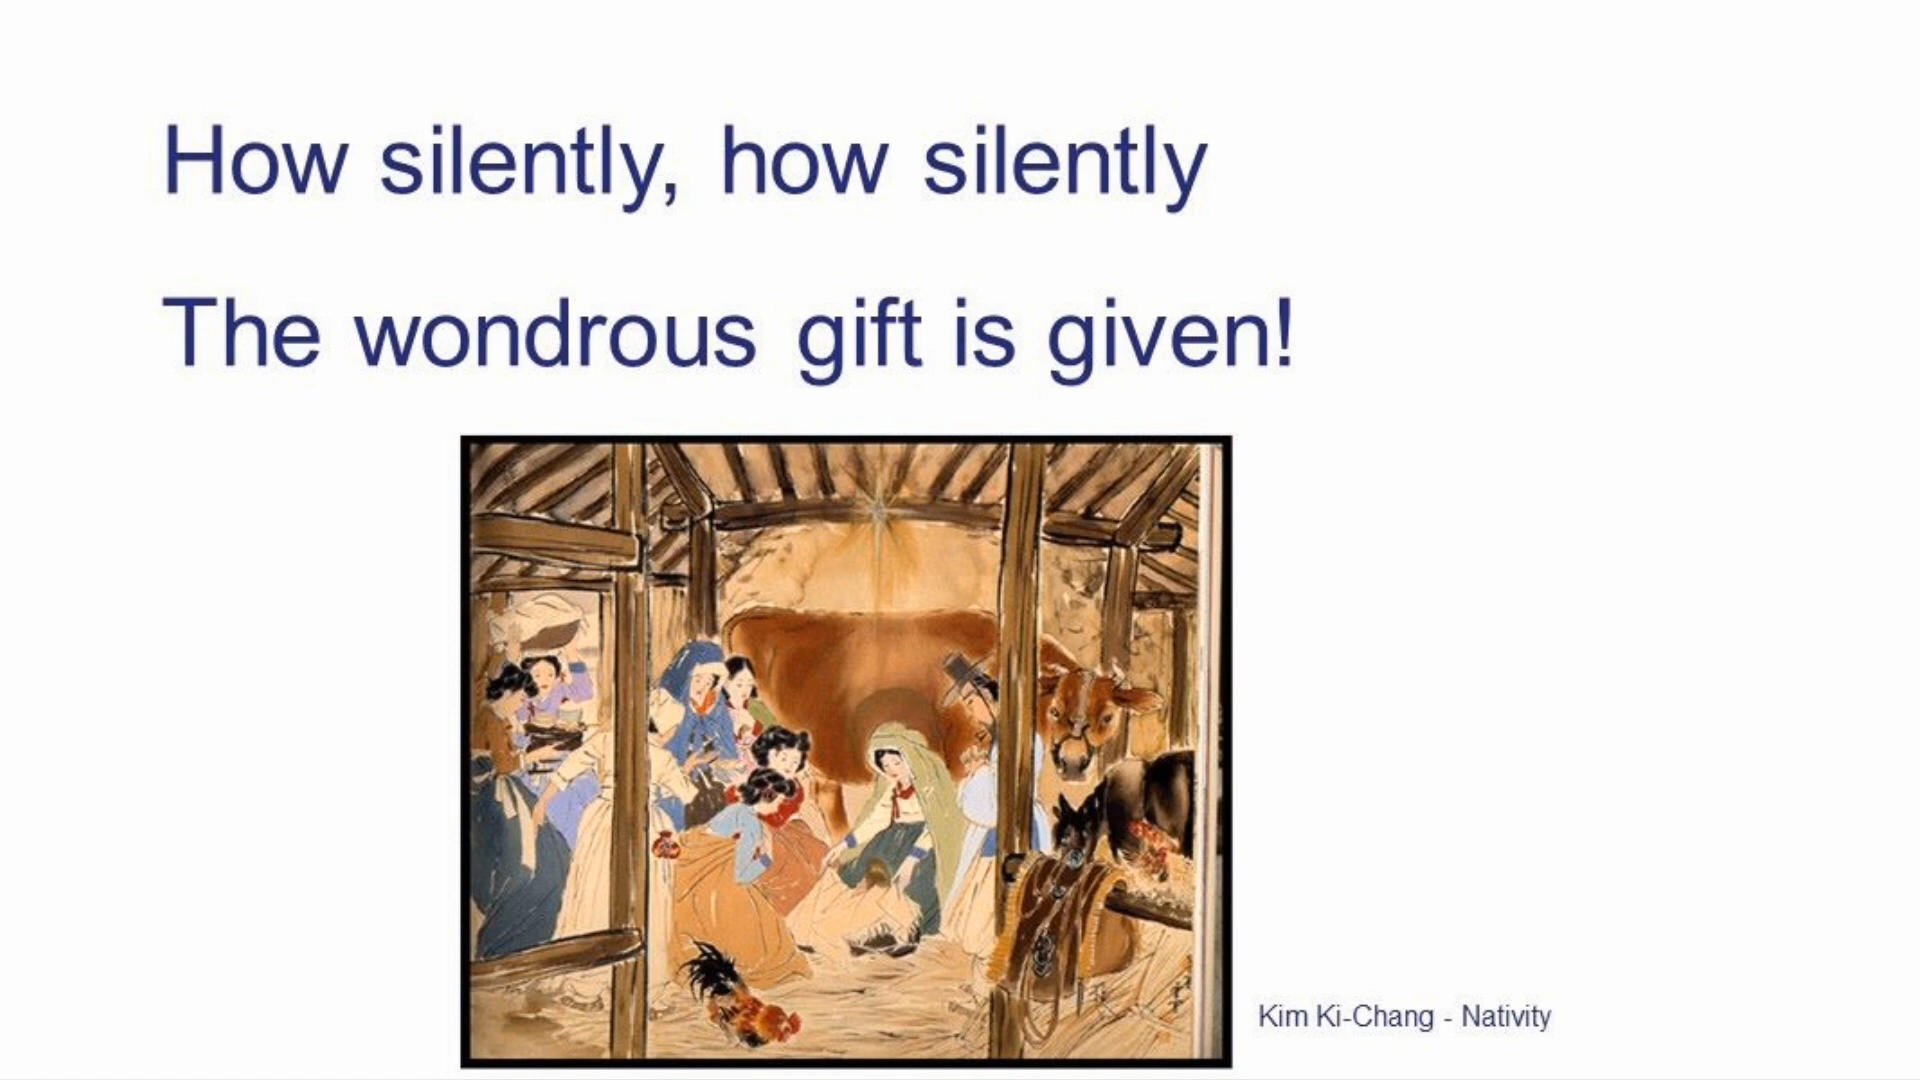 How silently, how silently
The wondrous gift is given!
Kim Ki-Chang - Nativity